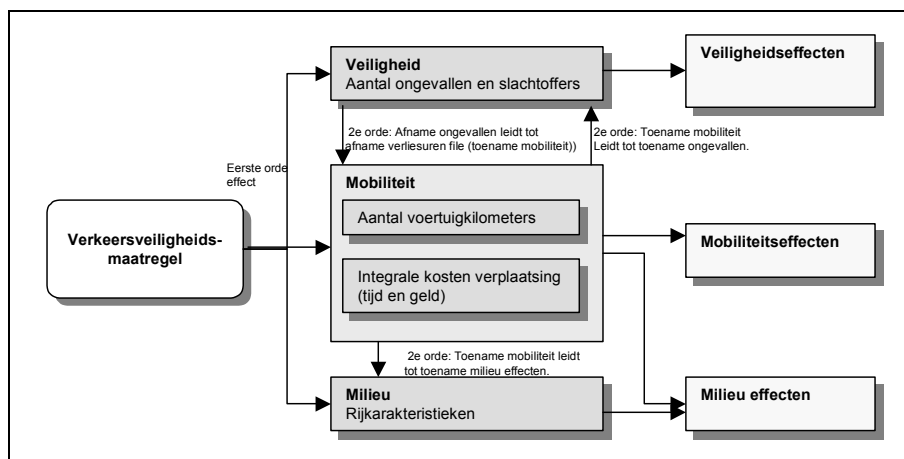 Veiligheid
Aantal ongevallen en slachtoffers
Veiligheidseffecten
2e orde: Afname ongevallen leidt tot
afname verliesuren file (toename mobiliteit))
2e orde: Toename mobiliteit
Leidt tot toename ongevallen.
Eerste orde
effect
Mobiliteit
Aantal voertuigkilometers
Verkeersveiligheids-
maatregel
Mobiliteitseffecten
Integrale kosten verplaatsing
(tijd en geld)
2e orde: Toename mobiliteit leidt
tot toename milieu effecten.
Milieu
Rijkarakteristieken
Milieu effecten